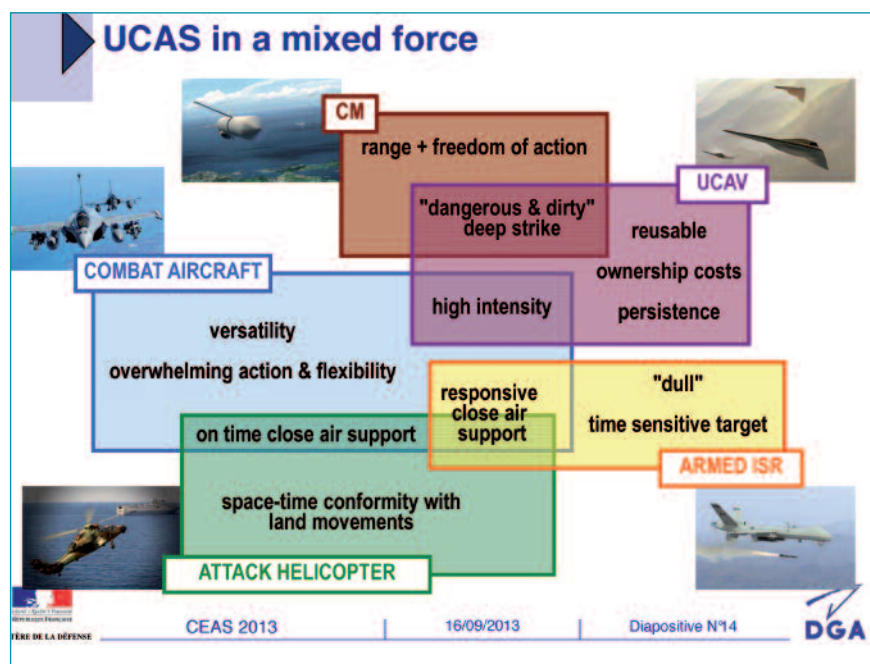 UCAS in a mixed force
CM
range + freedom of action
UCAV
"dangerous & dirty"
deep strike
reusable
ownership costs
persistence
COMBAT AIRCRAFT
high intensity
versatility
overwhelming action & flexibility
responsive
close air
support
"dull"
time sensitive target
on time close air support
ARMED ISR
space-time conformity with
land movements
ATTACK HELICOPTER
RÉPUBLIQUE FRANÇAISE
TÈRE DE LA DÉFENSE
CEAS 2013
16/09/2013
Diapositive N°14
DGA